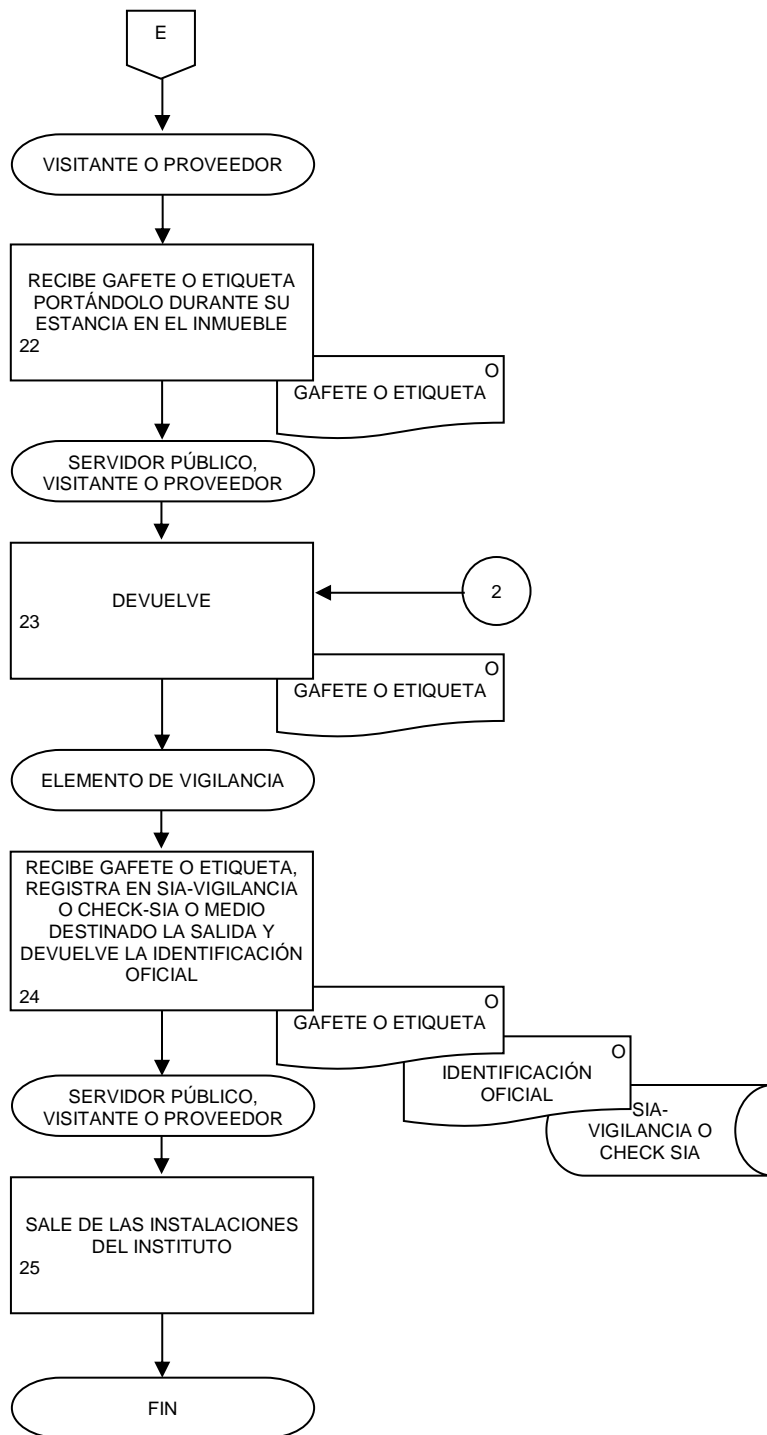 E
VISITANTE O PROVEEDOR
RECIBE GAFETE O ETIQUETA
PORTÁNDOLO DURANTE SU
ESTANCIA EN EL INMUEBLE
22
O
GAFETE O ETIQUETA
SERVIDOR PÚBLICO,
VISITANTE O PROVEEDOR
DEVUELVE
23
2
O
GAFETE O ETIQUETA
ELEMENTO DE VIGILANCIA
RECIBE GAFETE O ETIQUETA,
REGISTRA EN SIA-VIGILANCIA
O CHECK-SIA O MEDIO
DESTINADO LA SALIDA Y
DEVUELVE LA IDENTIFICACIÓN
OFICIAL
24
O
GAFETE O ETIQUETA
O
IDENTIFICACIÓN
OFICIAL
SIA-
VIGILANCIA O
CHECK SIA
SERVIDOR PÚBLICO,
VISITANTE O PROVEEDOR
SALE DE LAS INSTALACIONES
DEL INSTITUTO
25
FIN